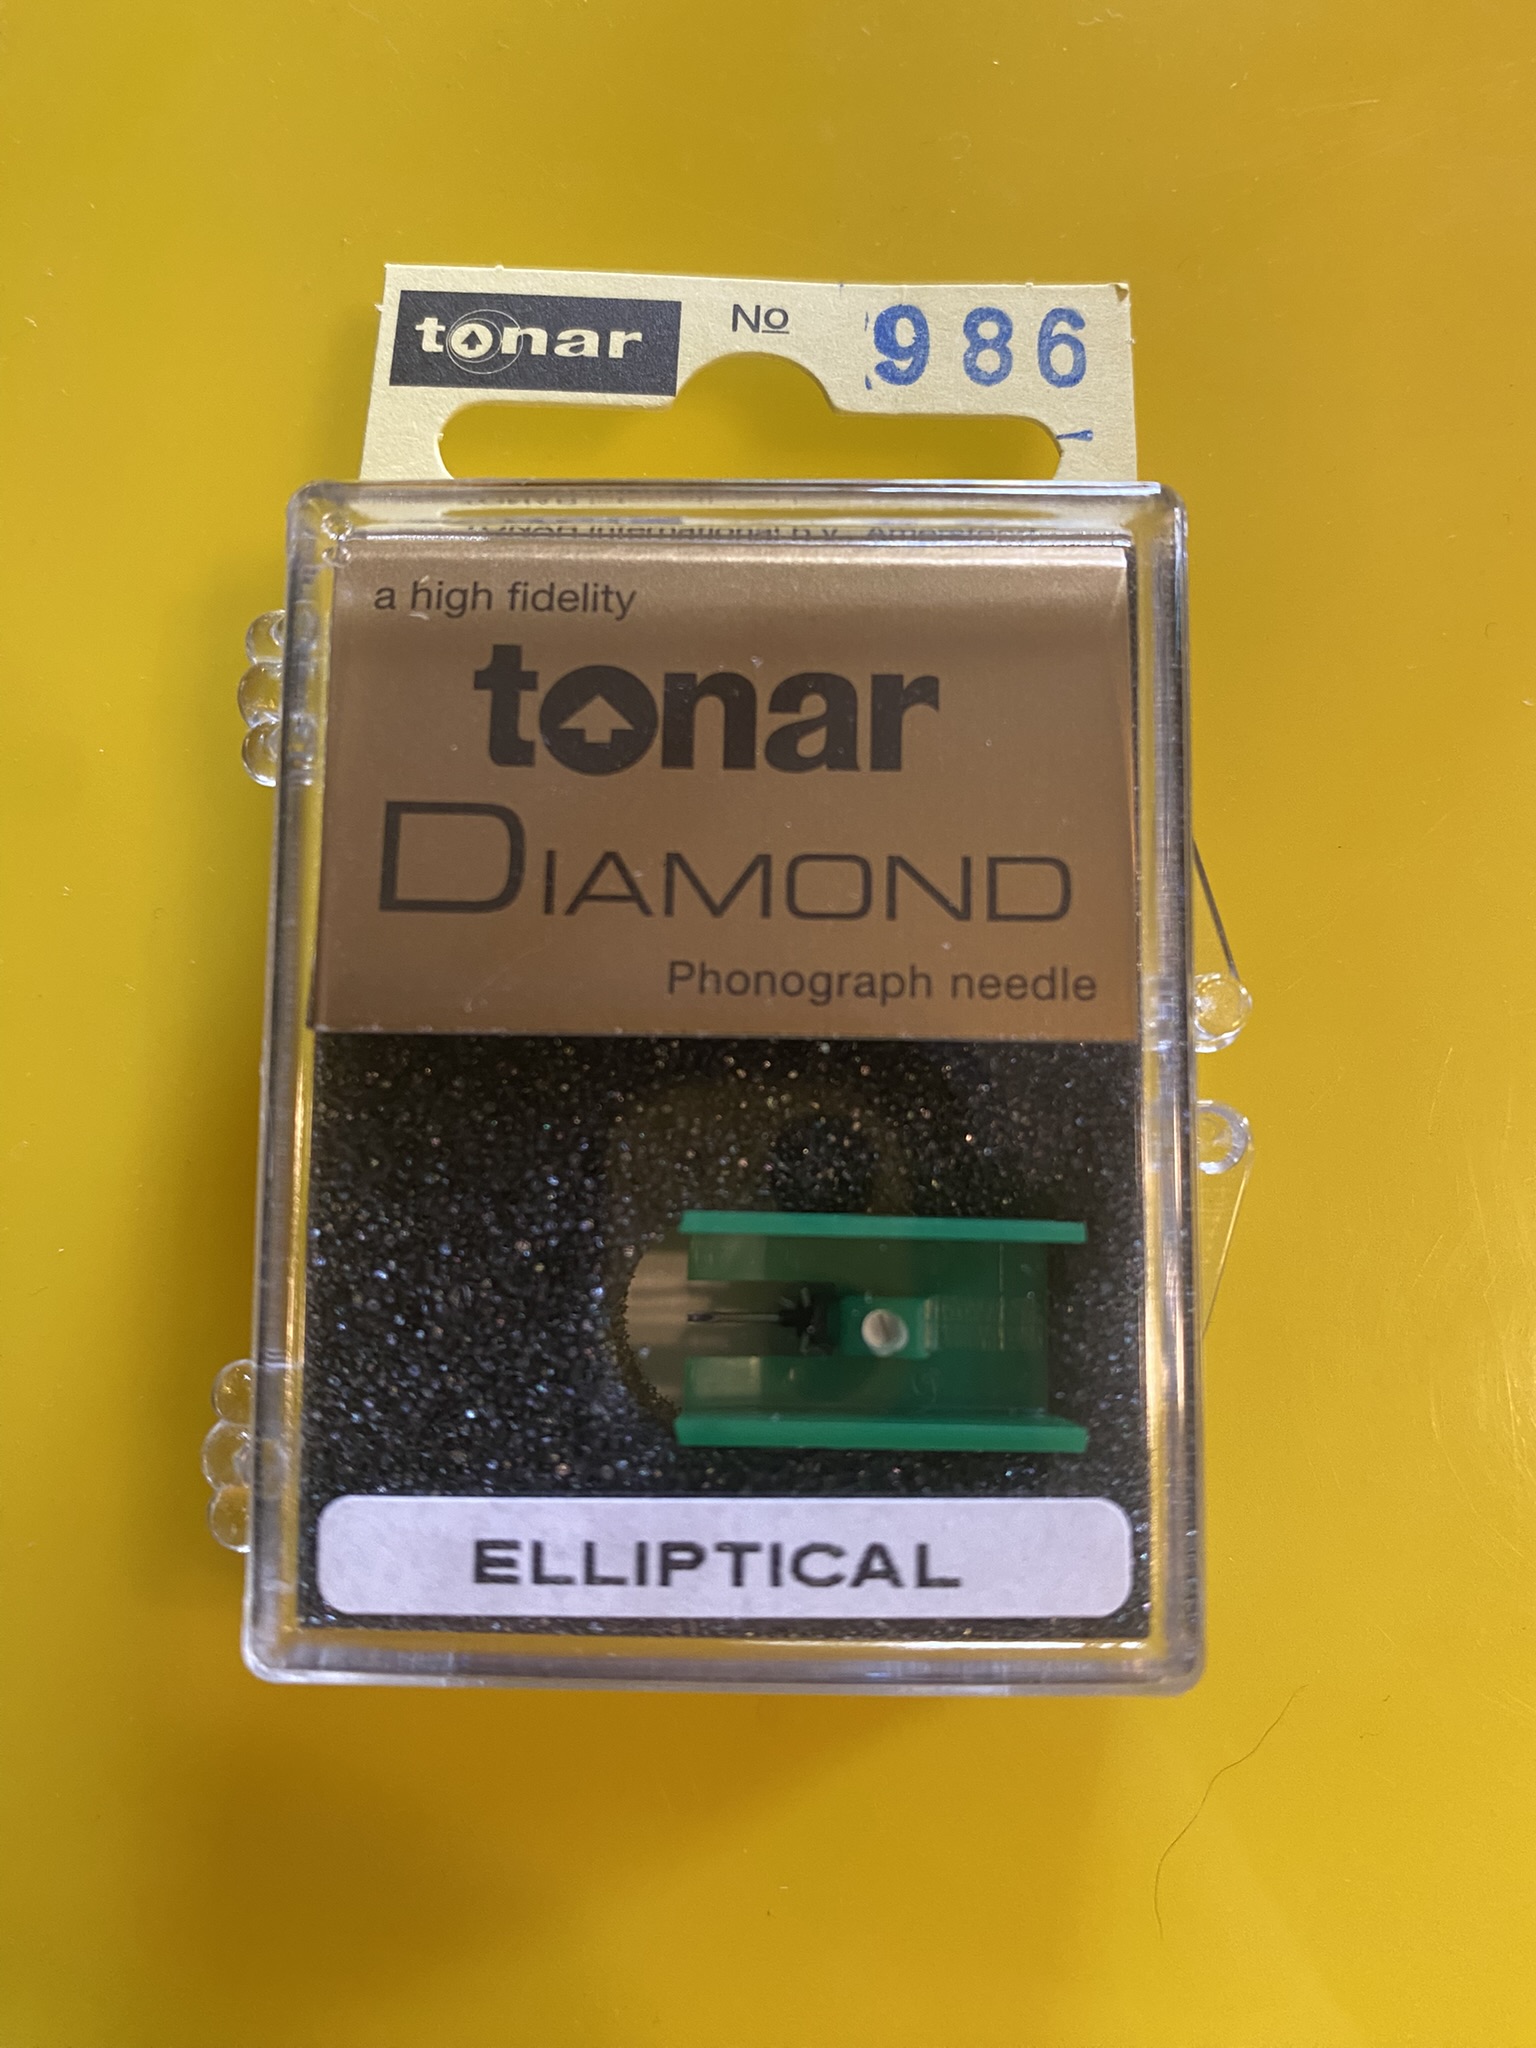 tonar No 986
a high fidelity
tonar
DIAMOND
Phonograph needle
ELLIPTICAL